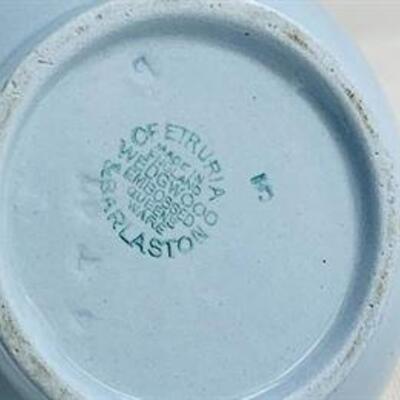 OF ETRURIA
MADE IN
ENGLAND
WEDGWOOD
EMBOSSED
QUEENS
WARE
& BARLASTON